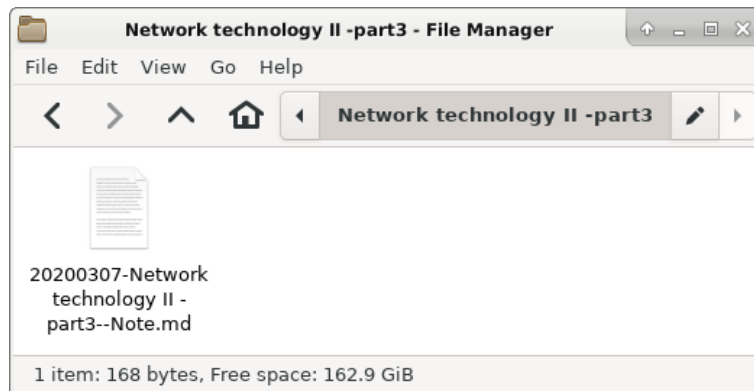 Network technology II -part3 - File Manager
File Edit View Go Help
Network technology II -part3
20200307-Network
technology II -
part3--Note.md
1 item: 168 bytes, Free space: 162.9 GiB